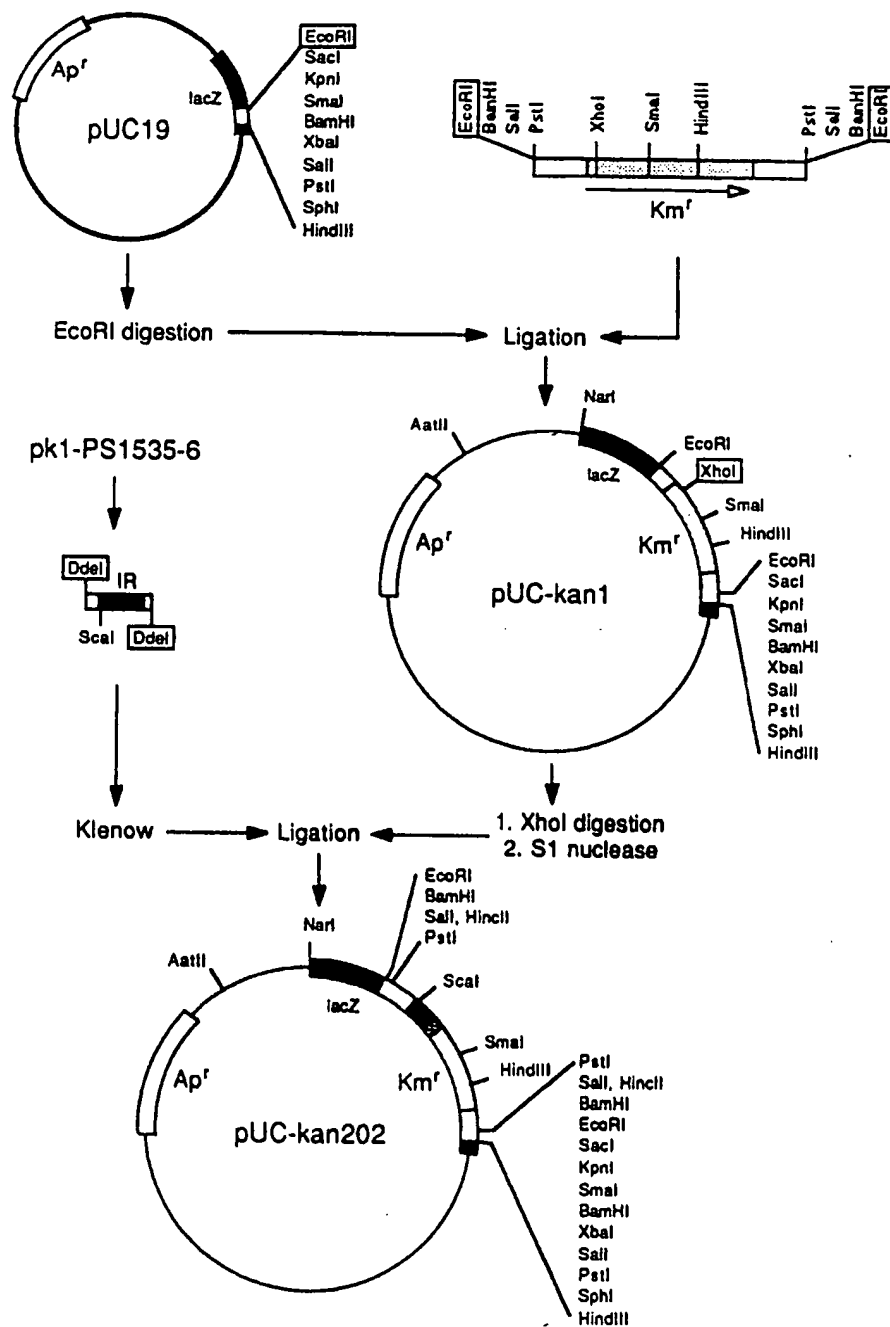 Ap^r
lacZ
pUC19
EcoRI
SacI
KpnI
SmaI
BamHI
XbaI
SalI
PstI
SphI
HindIII
EcoRI
BamHI
SalI
PstI
XhoI
SmaI
HindIII
PstI
SalI
BamHI
EcoRI
Km^r
EcoRI digestion
Ligation
pk1-PS1535-6
DdeI
IR
ScaI
DdeI
NarI
AatII
lacZ
EcoRI
XhoI
SmaI
HindIII
Km^r
Ap^r
pUC-kan1
EcoRI
SacI
KpnI
SmaI
BamHI
XbaI
SalI
PstI
SphI
HindIII
Klenow
Ligation
1. XhoI digestion
2. S1 nuclease
EcoRI
BamHI
SalI, HincII
PstI
NarI
AatII
lacZ
ScaI
SmaI
HindIII
Km^r
Ap^r
pUC-kan202
PstI
SalI, HincII
BamHI
EcoRI
SacI
KpnI
SmaI
BamHI
XbaI
SalI
PstI
SphI
HindIII